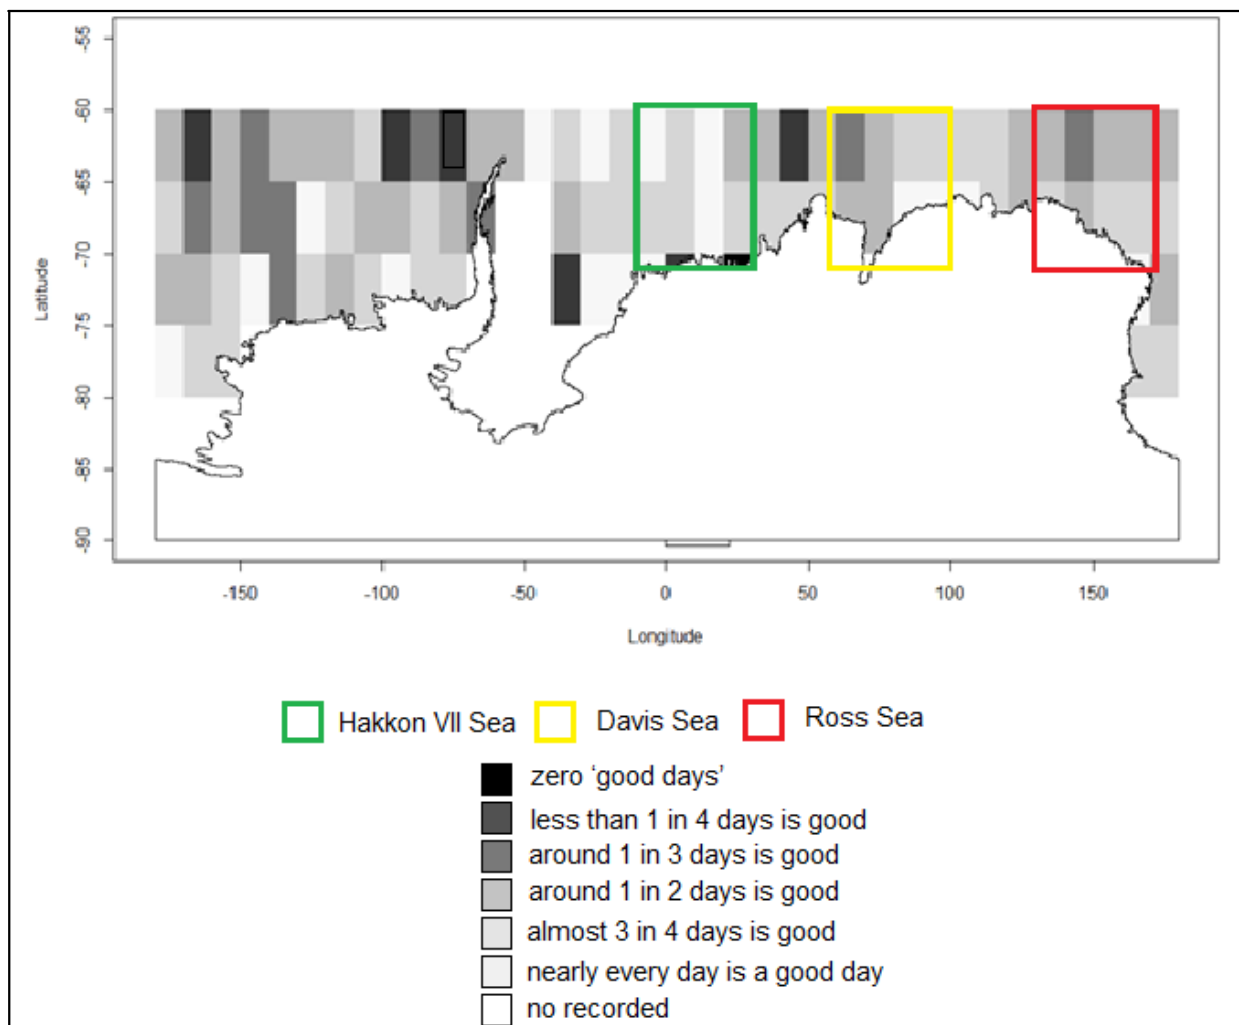 -55
-60
-65
-70
-75
-80
-85
-90
Latitude
-150 -100 -50 0 50 100 150
Longitude
Hakkon VII Sea Davis Sea Ross Sea
zero ‘good days’
less than 1 in 4 days is good
around 1 in 3 days is good
around 1 in 2 days is good
almost 3 in 4 days is good
nearly every day is a good day
no recorded